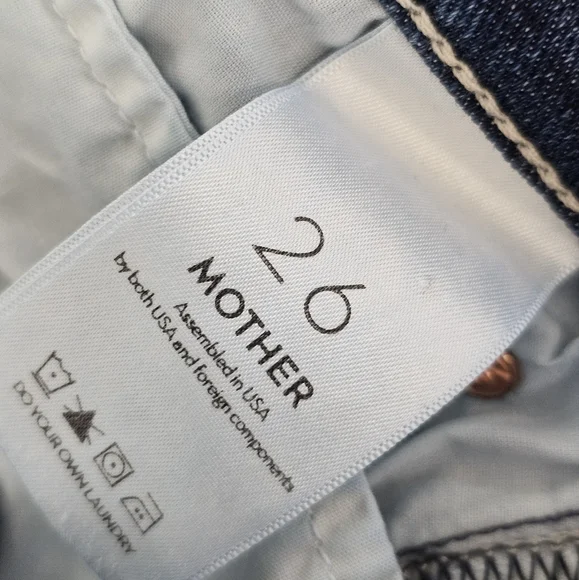 26
MOTHER
Assembled in USA
by both USA and foreign components
DO YOUR OWN LAUNDRY